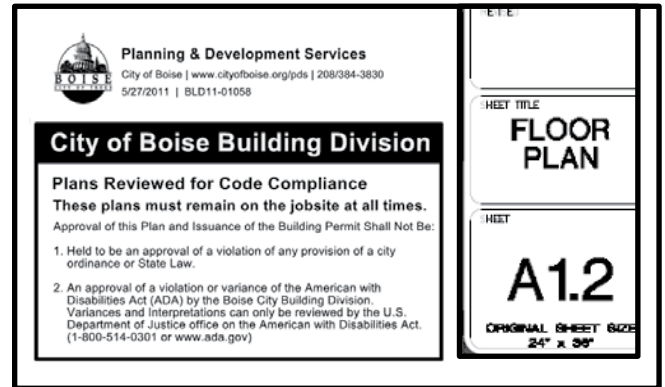 BOISE
CITY OF TREES
Planning & Development Services
City of Boise | www.cityofboise.org/pds | 208/384-3830
5/27/2011 | BLD11-01058
City of Boise Building Division
Plans Reviewed for Code Compliance
These plans must remain on the jobsite at all times.
Approval of this Plan and Issuance of the Building Permit Shall Not Be:
1. Held to be an approval of a violation of any provision of a city
ordinance or State Law.
2. An approval of a violation or variance of the American with
Disabilities Act (ADA) by the Boise City Building Division.
Variances and Interpretations can only be reviewed by the U.S.
Department of Justice office on the American with Disabilities Act.
(1-800-514-0301 or www.ada.gov)
SHEET TITLE
FLOOR
PLAN
SHEET
A1.2
ORIGINAL SHEET SIZE
24" x 36"